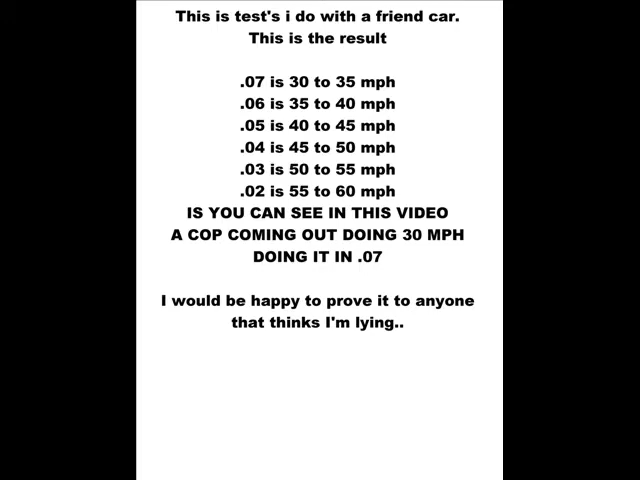 This is test's i do with a friend car.
This is the result
.07 is 30 to 35 mph
.06 is 35 to 40 mph
.05 is 40 to 45 mph
.04 is 45 to 50 mph
.03 is 50 to 55 mph
.02 is 55 to 60 mph
IS YOU CAN SEE IN THIS VIDEO
A COP COMING OUT DOING 30 MPH
DOING IT IN .07
I would be happy to prove it to anyone
that thinks I'm lying..